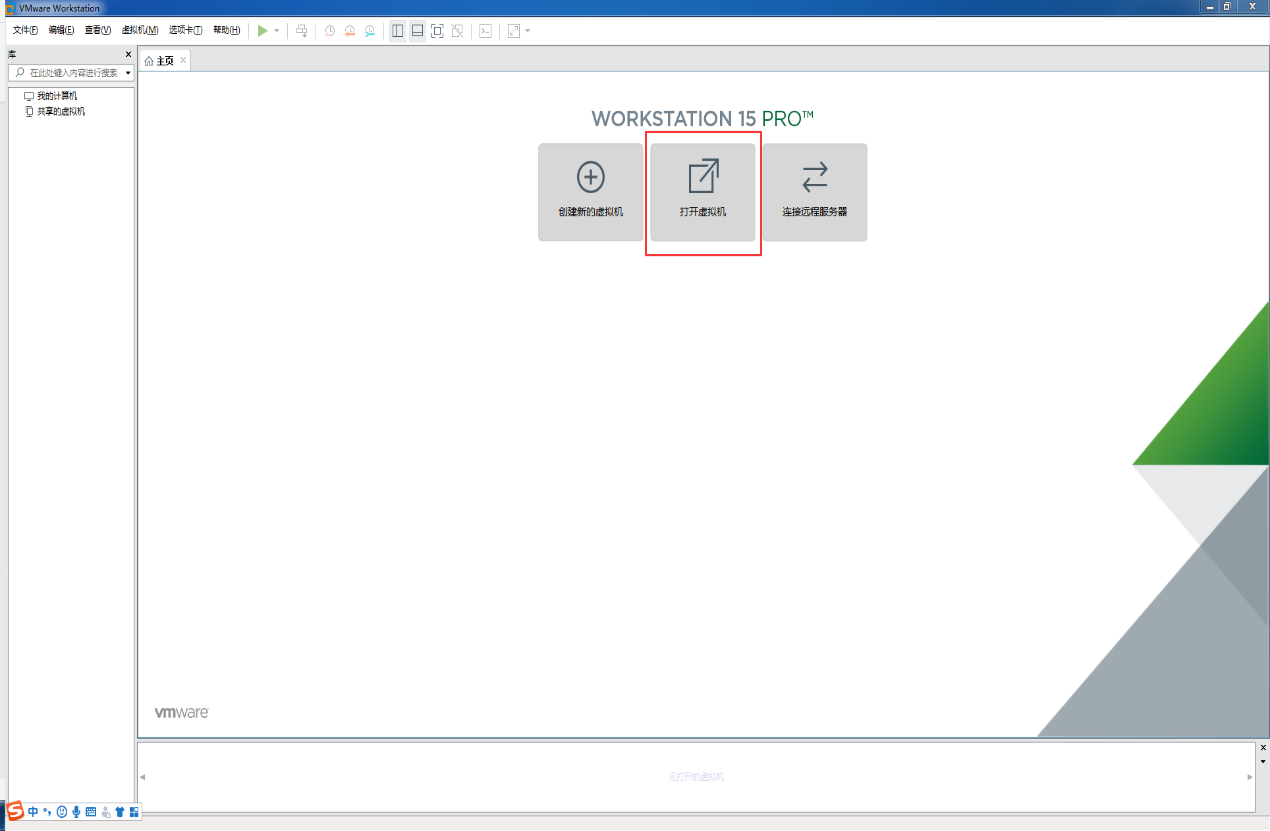 VMware Workstation
文件(F) 编辑(E) 查看(V) 虚拟机(M) 选项卡(T) 帮助(H)
库
在此处键入内容进行搜索
我的计算机
共享的虚拟机
主页
WORKSTATION 15 PRO™
创建新的虚拟机
打开虚拟机
连接远程服务器
vmware
无打开的虚拟机
S 中